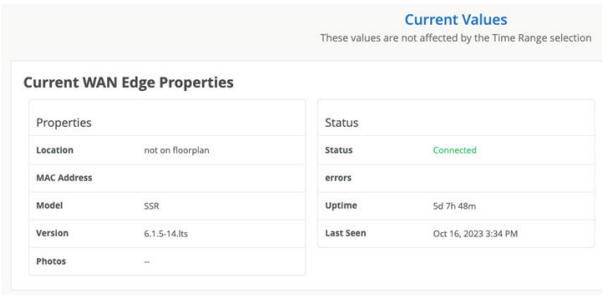 Current Values
These values are not affected by the Time Range selection
Current WAN Edge Properties
Properties
Location not on floorplan
MAC Address
Model SSR
Version 6.1.5-14.lts
Photos --
Status
Status Connected
errors
Uptime 5d 7h 48m
Last Seen Oct 16, 2023 3:34 PM